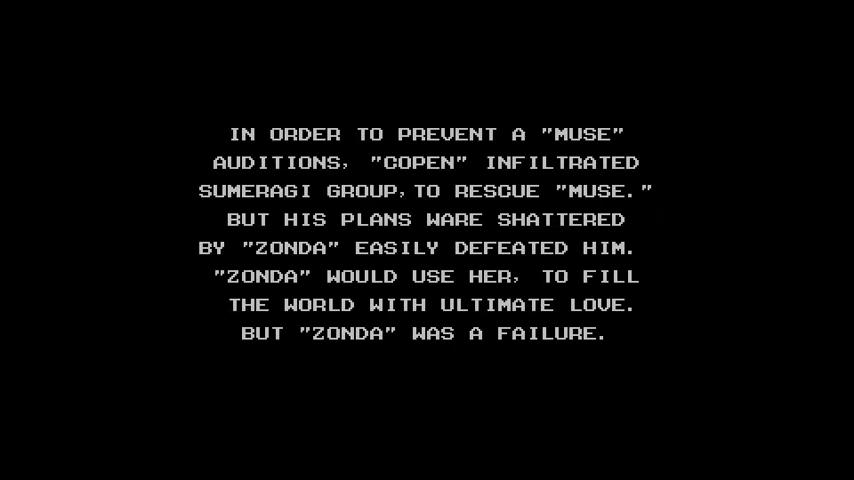 IN ORDER TO PREVENT A "MUSE"
AUDITIONS, "COPEN" INFILTRATED
SUMERAGI GROUP,TO RESCUE "MUSE."
BUT HIS PLANS WARE SHATTERED
BY "ZONDA" EASILY DEFEATED HIM.
"ZONDA" WOULD USE HER, TO FILL
THE WORLD WITH ULTIMATE LOVE.
BUT "ZONDA" WAS A FAILURE.